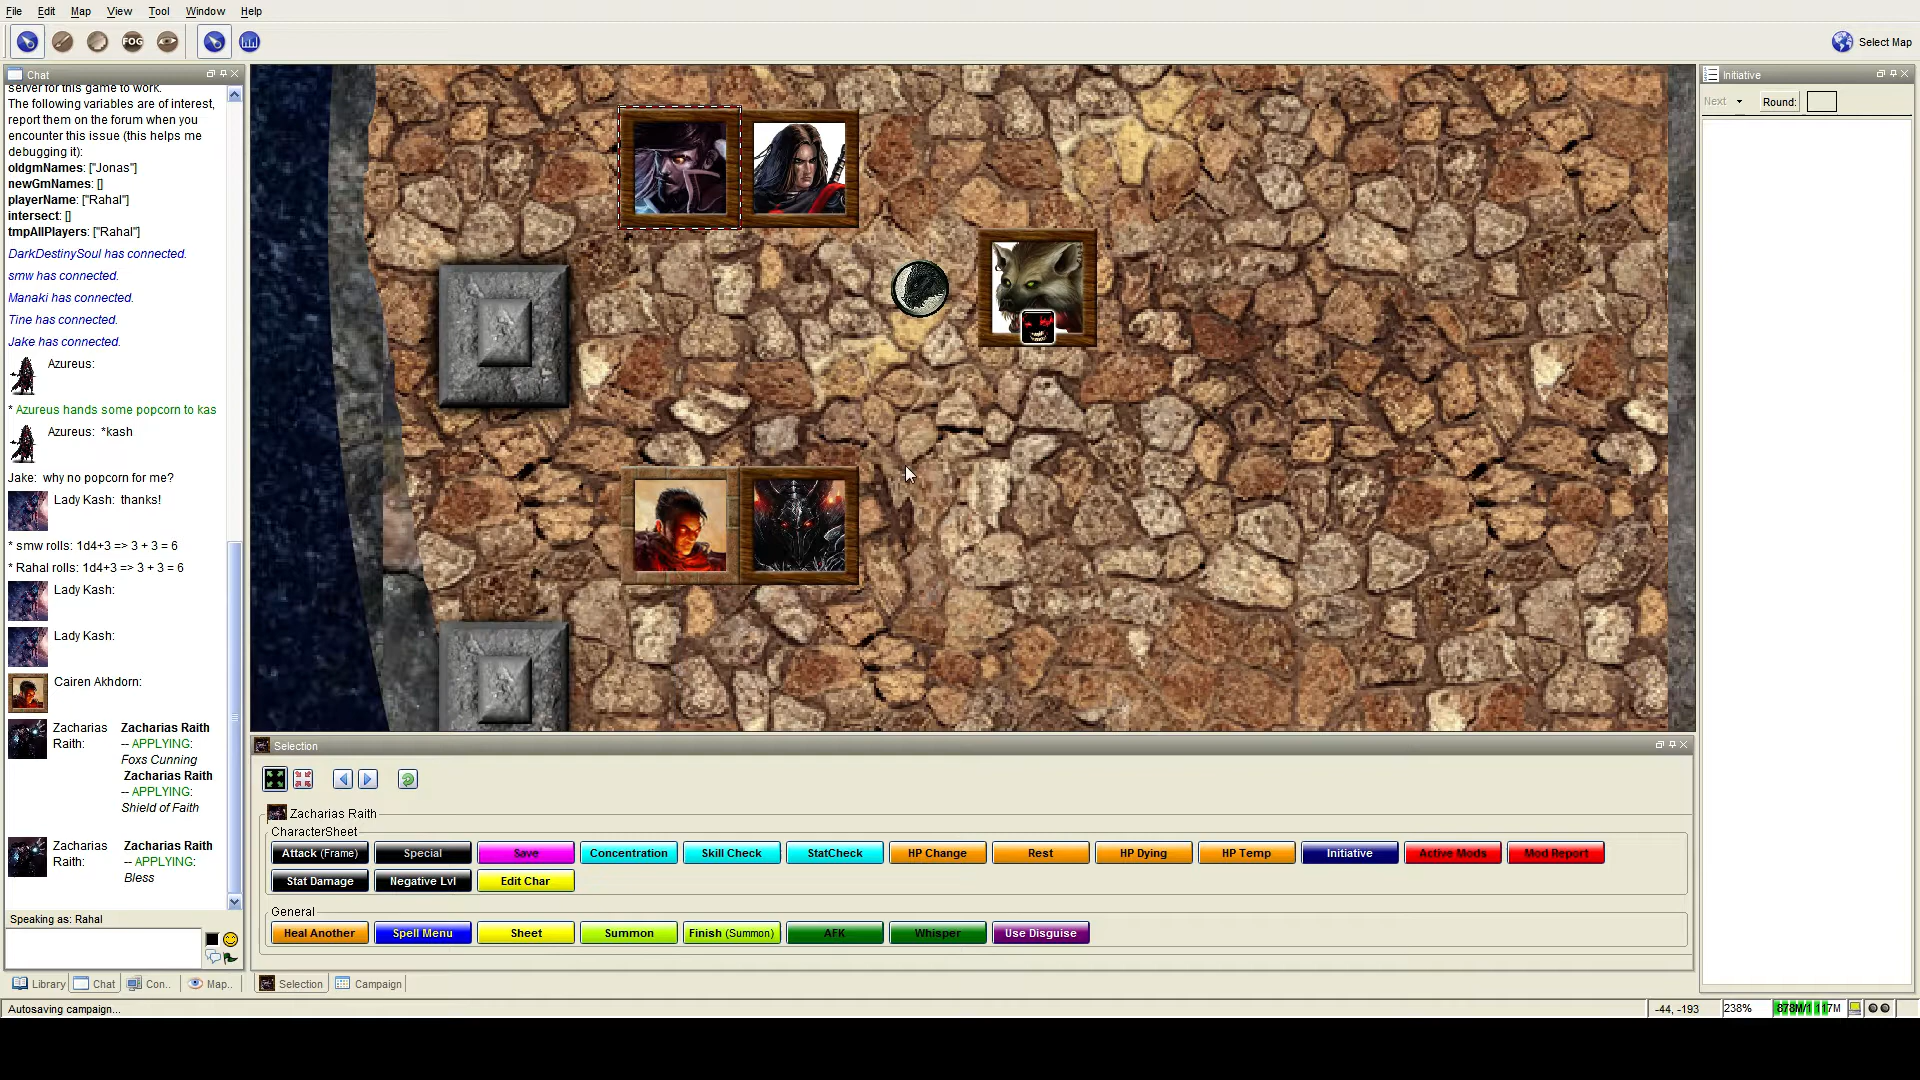 File Edit Map View Tool Window Help
FOG
Select Map
Chat
server for this game to work.
The following variables are of interest,
report them on the forum when you
encounter this issue (this helps me
debugging it):
oldgmNames: ["Jonas"]
newGmNames: []
playerName: ["Rahal"]
intersect: []
tmpAllPlayers: ["Rahal"]
DarkDestinySoul has connected.
smw has connected.
Manaki has connected.
Tine has connected.
Jake has connected.
Azureus:
* Azureus hands some popcorn to kas
Azureus: *kash
Jake: why no popcorn for me?
Lady Kash: thanks!
* smw rolls: 1d4+3 => 3 + 3 = 6
* Rahal rolls: 1d4+3 => 3 + 3 = 6
Lady Kash:
Lady Kash:
Cairen Akhdorn:
Zacharias Raith: Zacharias Raith
-- APPLYING:
Foxs Cunning
Zacharias Raith
-- APPLYING:
Shield of Faith
Zacharias Raith: Zacharias Raith
-- APPLYING:
Bless
Speaking as: Rahal
Library Chat Con.. Map..
Initiative
Next Round:
Selection
Zacharias Raith
CharacterSheet
Attack (Frame) Special Save Concentration Skill Check StatCheck HP Change Rest HP Dying HP Temp Initiative Active Mods Mod Report
Stat Damage Negative Lvl Edit Char
General
Heal Another Spell Menu Sheet Summon Finish (Summon) AFK Whisper Use Disguise
Selection Campaign
Autosaving campaign...
-44, -193 238% 878M/1 117M